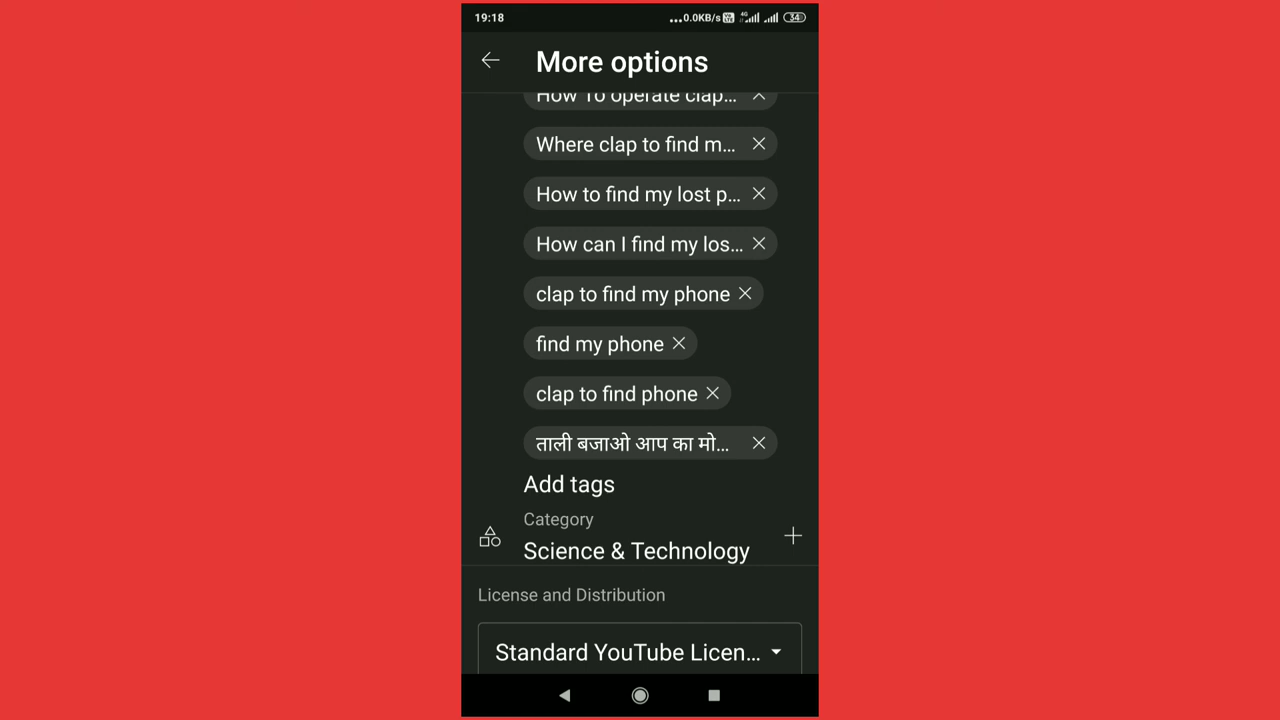 19:18
...0.0KB/s 4G 34
More options
How To operate clap...
Where clap to find m...
How to find my lost p...
How can I find my los...
clap to find my phone
find my phone
clap to find phone
ताली बजाओ आप का मो...
Add tags
Category
Science & Technology
License and Distribution
Standard YouTube Licen...